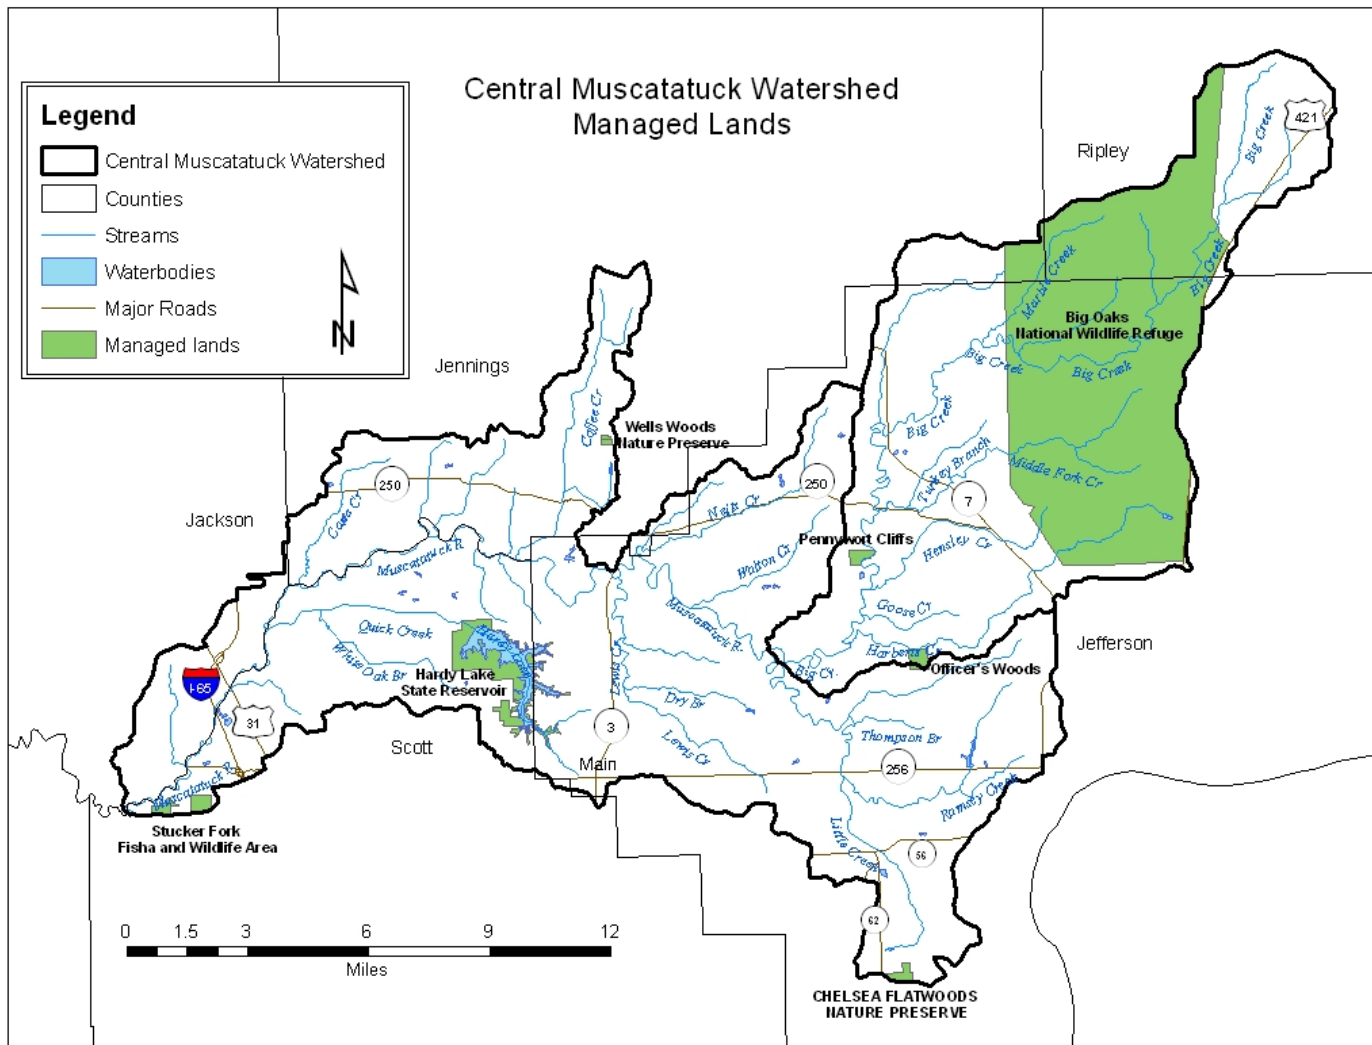 Central Muscatatuck Watershed
Managed Lands
Legend
Central Muscatatuck Watershed
Counties
Streams
Waterbodies
Major Roads
Managed lands
N
Ripley
421
Big Creek
Big Creek
Marble Creek
Big Oaks
National Wildlife Refuge
Big Creek
Big Creek
Jennings
Coffee Cr
Wells Woods
Nature Preserve
Big Creek
Turkey Branch
Middle Fork Cr
250
250
7
Neils Cr
Jackson
Muscatatuck R
Pennywort Cliffs
Hensley Cr
Walton Cr
Goose Cr
Muscatatuck R.
Quick Creek
White Oak Br
Harberts Cr
Jefferson
Big Cr.
Officer's Woods
Hardy Lake
State Reservoir
I-65
31
Scott
3
Dry Br
Lewis Cr
Thompson Br
Main
256
Ramsey Creek
Muscatatuck R
Stucker Fork
Fisha and Wildlife Area
Little Creek
56
62
0 1.5 3 6 9 12
Miles
CHELSEA FLATWOODS
NATURE PRESERVE